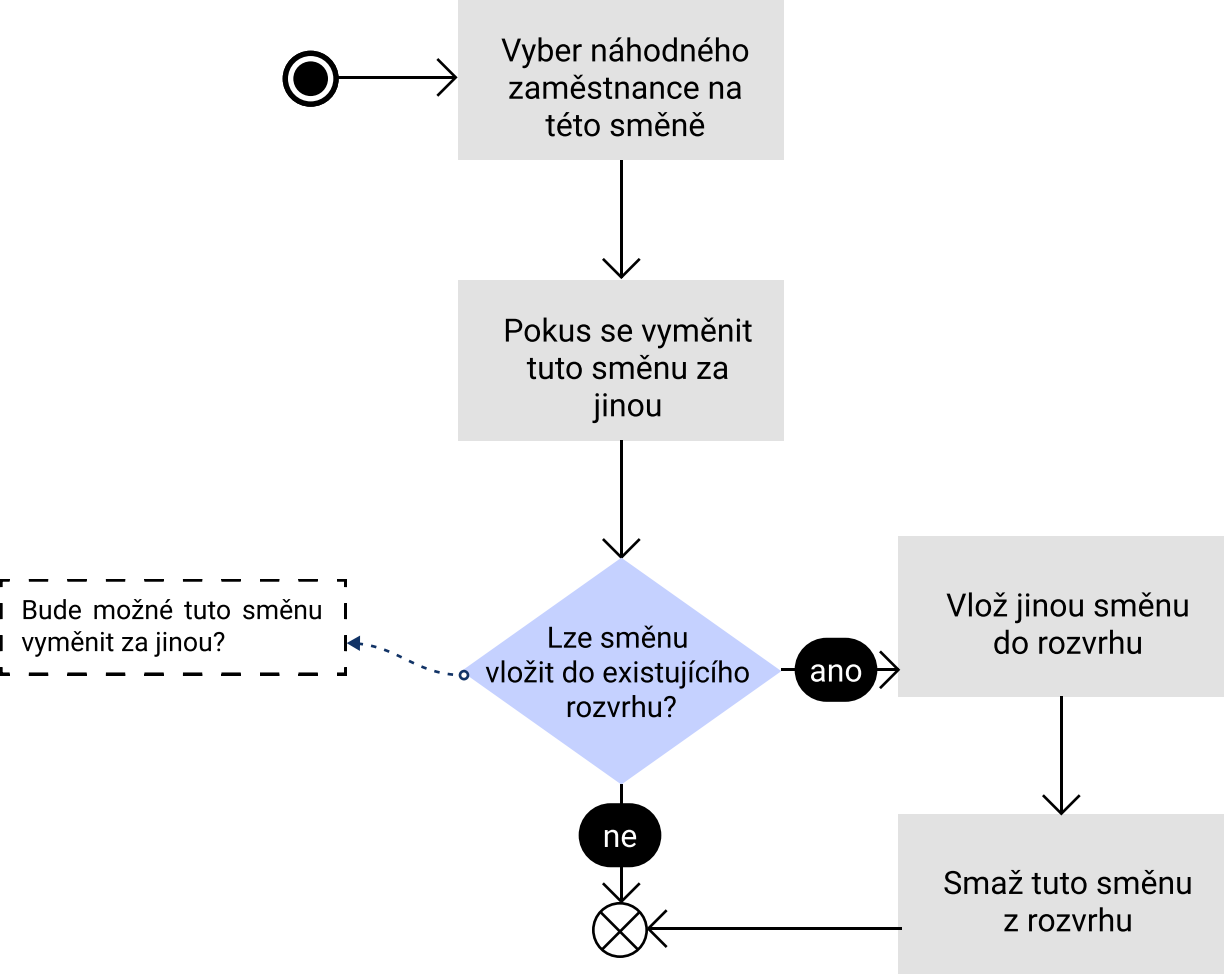 Vyber náhodného
zaměstnance na
této směně
Pokus se vyměnit
tuto směnu za
jinou
Bude možné tuto směnu
vyměnit za jinou?
Lze směnu
vložit do existujícího
rozvrhu?
ano
Vlož jinou směnu
do rozvrhu
ne
Smaž tuto směnu
z rozvrhu